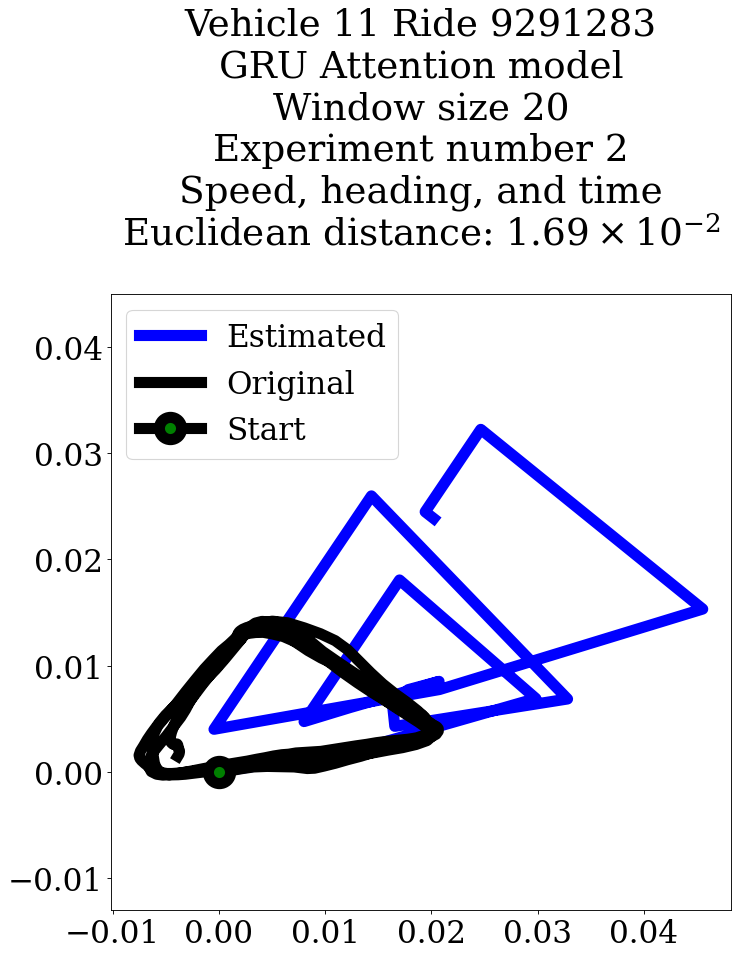 Vehicle 11 Ride 9291283
GRU Attention model
Window size 20
Experiment number 2
Speed, heading, and time
Euclidean distance: 1.69 × 10⁻²
Estimated
Original
Start
0.04
0.03
0.02
0.01
0.00
−0.01
−0.01 0.00 0.01 0.02 0.03 0.04